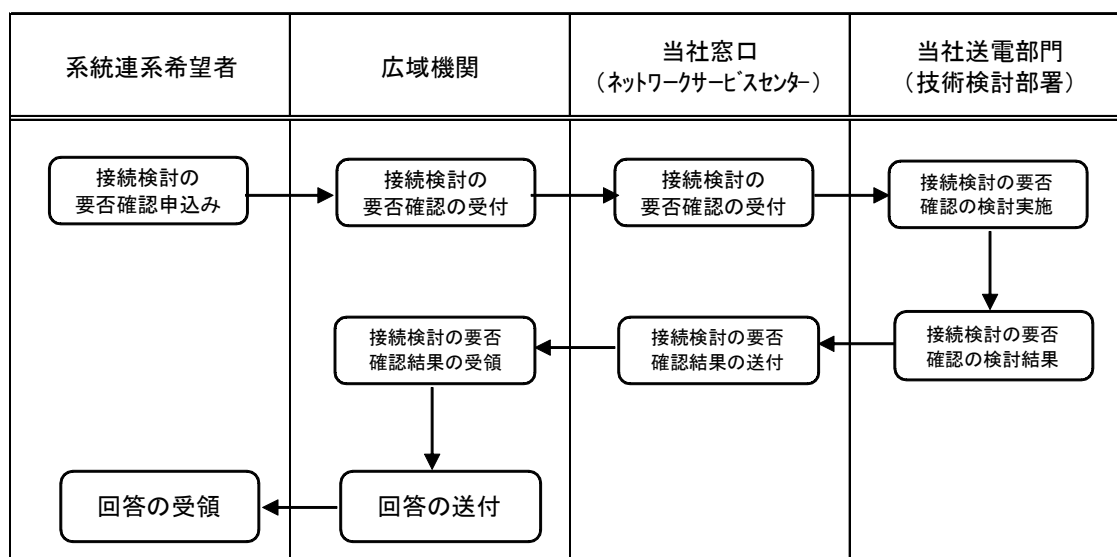 系統連系希望者
広域機関
当社窓口
（ネットワークサービスセンター）
当社送電部門
（技術検討部署）
接続検討の
要否確認申込み
接続検討の
要否確認の受付
接続検討の
要否確認の受付
接続検討の要否
確認の検討実施
接続検討の要否
確認結果の受領
接続検討の要否
確認結果の送付
接続検討の要否
確認の検討結果
回答の受領
回答の送付